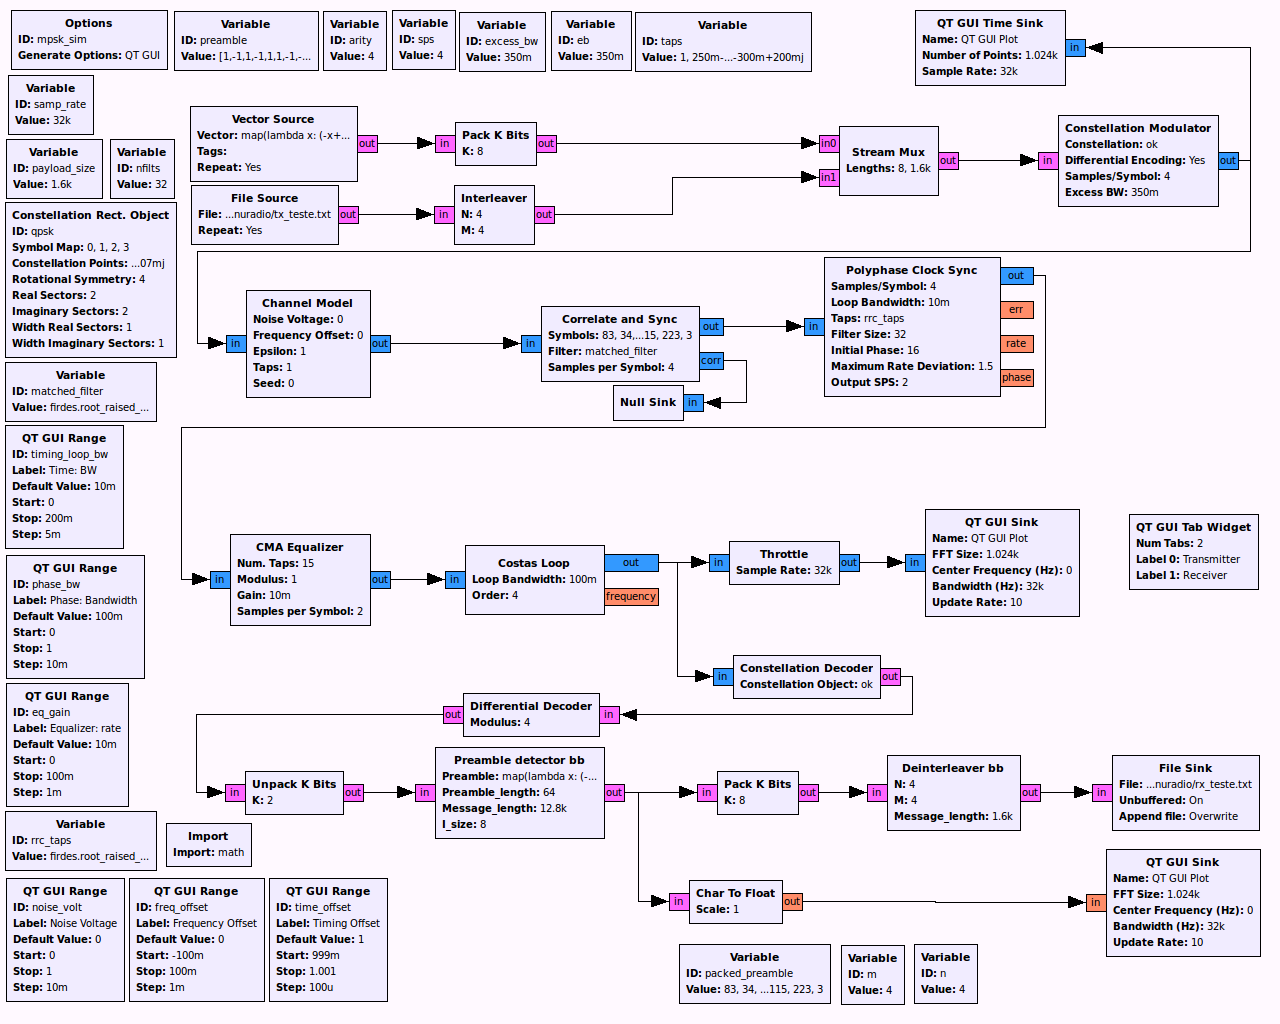 Options
ID: mpsk_sim
Generate Options: QT GUI
Variable
ID: preamble
Value: [1,-1,1,-1,1,1,-1,-...
Variable
ID: arity
Value: 4
Variable
ID: sps
Value: 4
Variable
ID: excess_bw
Value: 350m
Variable
ID: eb
Value: 350m
Variable
ID: taps
Value: 1, 250m-...-300m+200mj
QT GUI Time Sink
Name: QT GUI Plot
Number of Points: 1.024k
Sample Rate: 32k
in
Variable
ID: samp_rate
Value: 32k
Variable
ID: payload_size
Value: 1.6k
Variable
ID: nfilts
Value: 32
Vector Source
Vector: map(lambda x: (-x+...
Tags:
Repeat: Yes
out
in
Pack K Bits
K: 8
out
File Source
File: ...nuradio/tx_teste.txt
Repeat: Yes
out
in
Interleaver
N: 4
M: 4
out
in0
in1
Stream Mux
Lengths: 8, 1.6k
out
in
Constellation Modulator
Constellation: ok
Differential Encoding: Yes
Samples/Symbol: 4
Excess BW: 350m
out
Constellation Rect. Object
ID: qpsk
Symbol Map: 0, 1, 2, 3
Constellation Points: ...07mj
Rotational Symmetry: 4
Real Sectors: 2
Imaginary Sectors: 2
Width Real Sectors: 1
Width Imaginary Sectors: 1
in
Channel Model
Noise Voltage: 0
Frequency Offset: 0
Epsilon: 1
Taps: 1
Seed: 0
out
in
Correlate and Sync
Symbols: 83, 34,...15, 223, 3
Filter: matched_filter
Samples per Symbol: 4
out
corr
Null Sink
in
in
Polyphase Clock Sync
Samples/Symbol: 4
Loop Bandwidth: 10m
Taps: rrc_taps
Filter Size: 32
Initial Phase: 16
Maximum Rate Deviation: 1.5
Output SPS: 2
out
err
rate
phase
Variable
ID: matched_filter
Value: firdes.root_raised_...
QT GUI Range
ID: timing_loop_bw
Label: Time: BW
Default Value: 10m
Start: 0
Stop: 200m
Step: 5m
QT GUI Range
ID: phase_bw
Label: Phase: Bandwidth
Default Value: 100m
Start: 0
Stop: 1
Step: 10m
in
CMA Equalizer
Num. Taps: 15
Modulus: 1
Gain: 10m
Samples per Symbol: 2
out
in
Costas Loop
Loop Bandwidth: 100m
Order: 4
out
frequency
in
Throttle
Sample Rate: 32k
out
in
QT GUI Sink
Name: QT GUI Plot
FFT Size: 1.024k
Center Frequency (Hz): 0
Bandwidth (Hz): 32k
Update Rate: 10
QT GUI Tab Widget
Num Tabs: 2
Label 0: Transmitter
Label 1: Receiver
in
Constellation Decoder
Constellation Object: ok
out
QT GUI Range
ID: eq_gain
Label: Equalizer: rate
Default Value: 10m
Start: 0
Stop: 100m
Step: 1m
out
Differential Decoder
Modulus: 4
in
in
Unpack K Bits
K: 2
out
in
Preamble detector bb
Preamble: map(lambda x: (-...
Preamble_length: 64
Message_length: 12.8k
I_size: 8
out
in
Pack K Bits
K: 8
out
in
Deinterleaver bb
N: 4
M: 4
Message_length: 1.6k
out
in
File Sink
File: ...nuradio/rx_teste.txt
Unbuffered: On
Append file: Overwrite
Variable
ID: rrc_taps
Value: firdes.root_raised_...
Import
Import: math
in
Char To Float
Scale: 1
out
in
QT GUI Sink
Name: QT GUI Plot
FFT Size: 1.024k
Center Frequency (Hz): 0
Bandwidth (Hz): 32k
Update Rate: 10
QT GUI Range
ID: noise_volt
Label: Noise Voltage
Default Value: 0
Start: 0
Stop: 1
Step: 10m
QT GUI Range
ID: freq_offset
Label: Frequency Offset
Default Value: 0
Start: -100m
Stop: 100m
Step: 1m
QT GUI Range
ID: time_offset
Label: Timing Offset
Default Value: 1
Start: 999m
Stop: 1.001
Step: 100u
Variable
ID: packed_preamble
Value: 83, 34, ...115, 223, 3
Variable
ID: m
Value: 4
Variable
ID: n
Value: 4